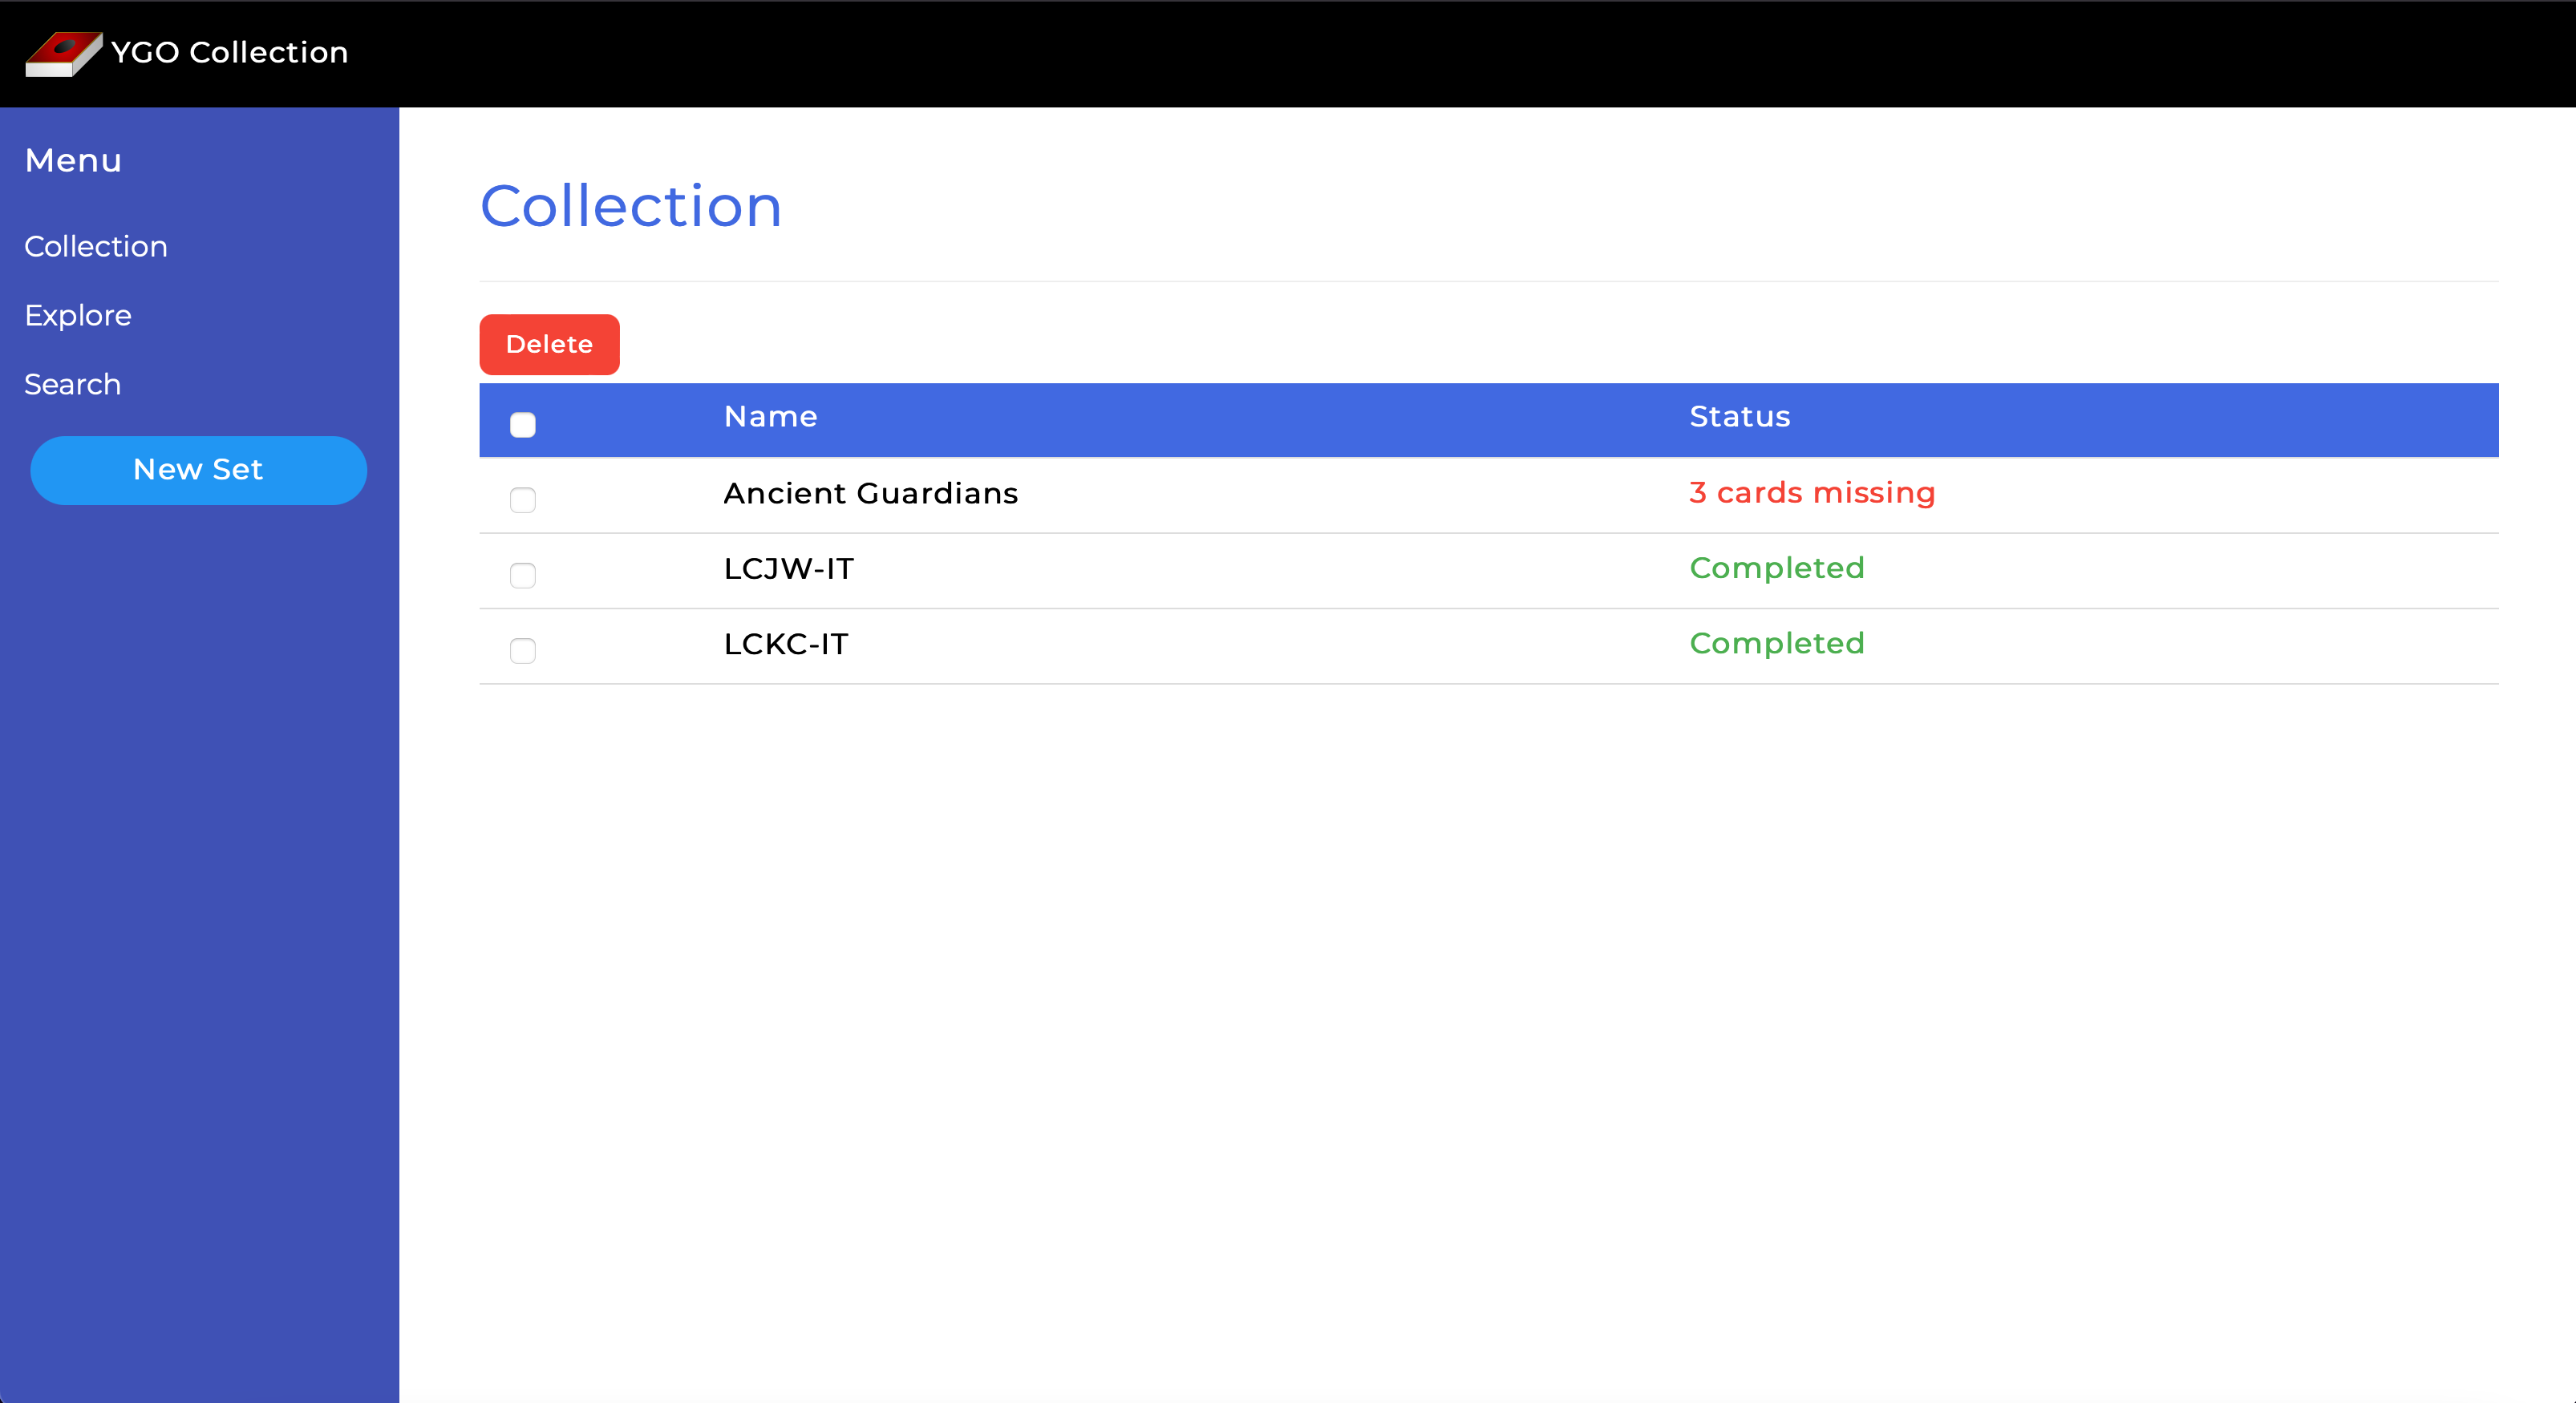 YGO Collection
Menu
Collection
Explore
Search
New Set
Collection
Delete
Name Status
Ancient Guardians 3 cards missing
LCJW-IT Completed
LCKC-IT Completed